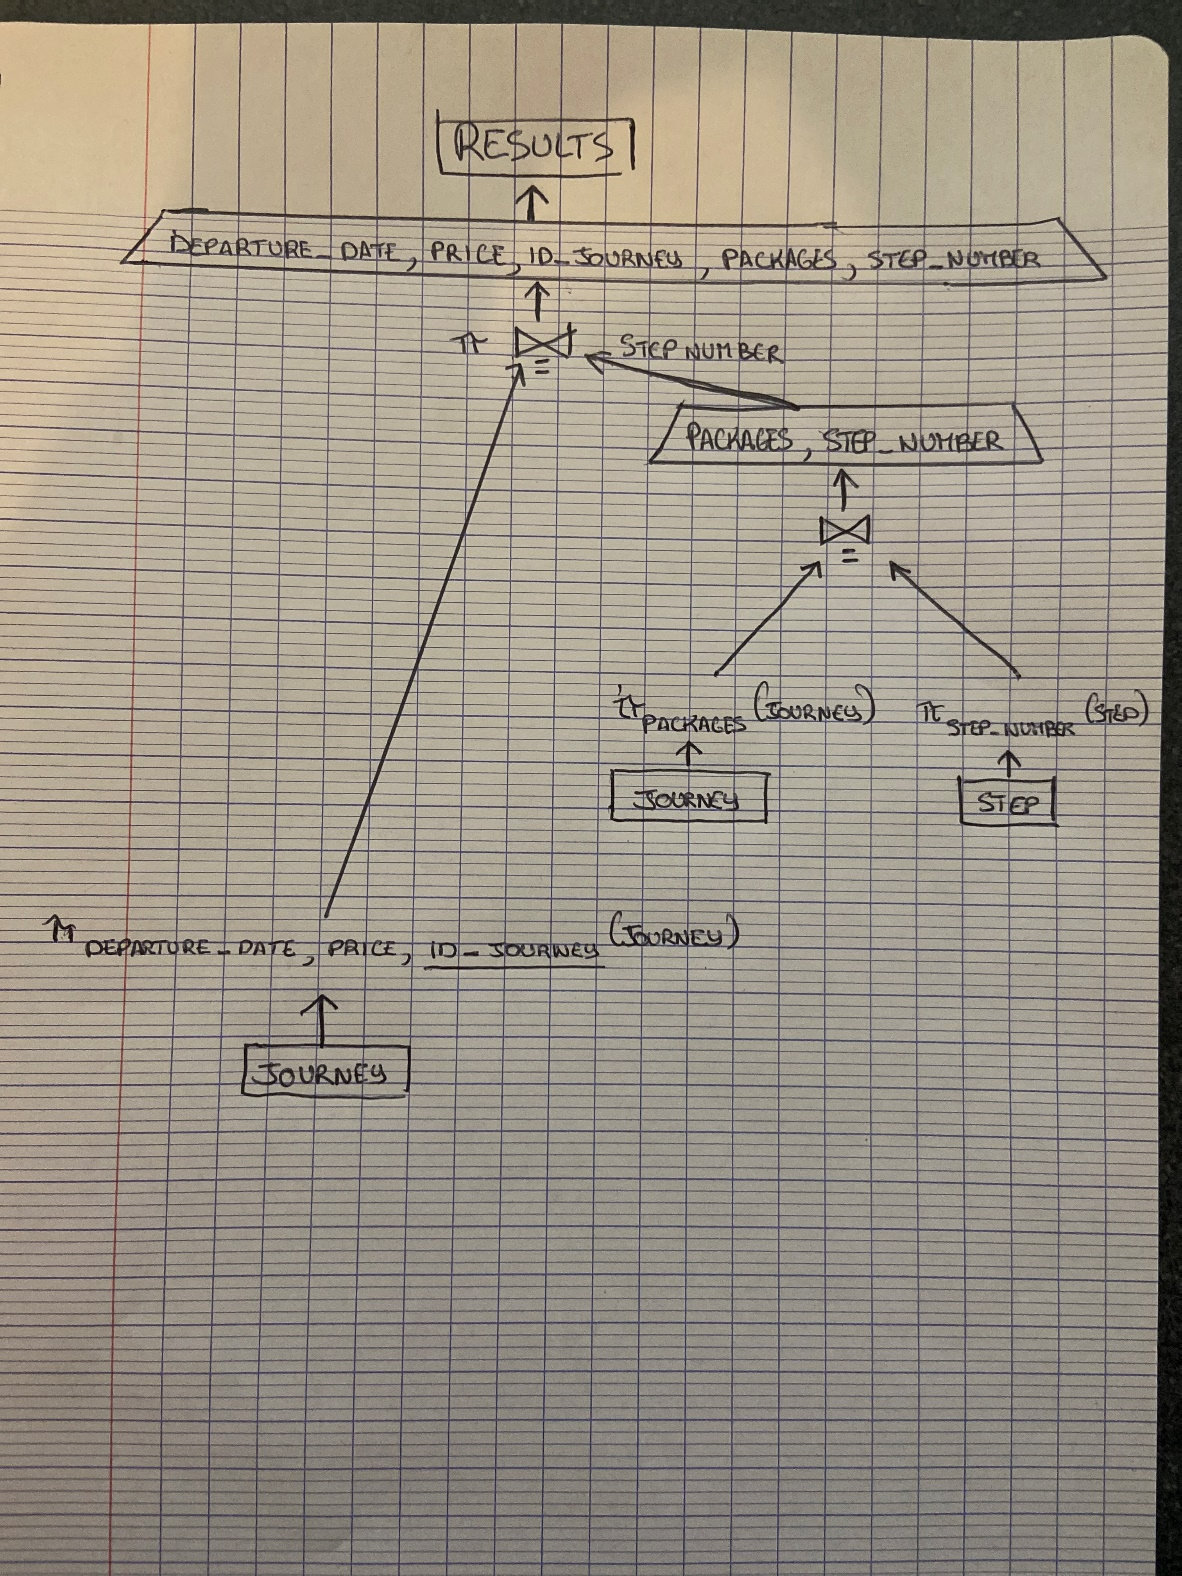 RESULTS
DEPARTURE_DATE, PRICE, ID_JOURNEY, PACKAGES, STEP_NUMBER
π ⋈ = STEP NUMBER
PACKAGES, STEP_NUMBER
⋈ =
π PACKAGES (JOURNEY) π STEP_NUMBER (STEP)
JOURNEY STEP
π DEPARTURE_DATE, PRICE, ID_JOURNEY (JOURNEY)
JOURNEY